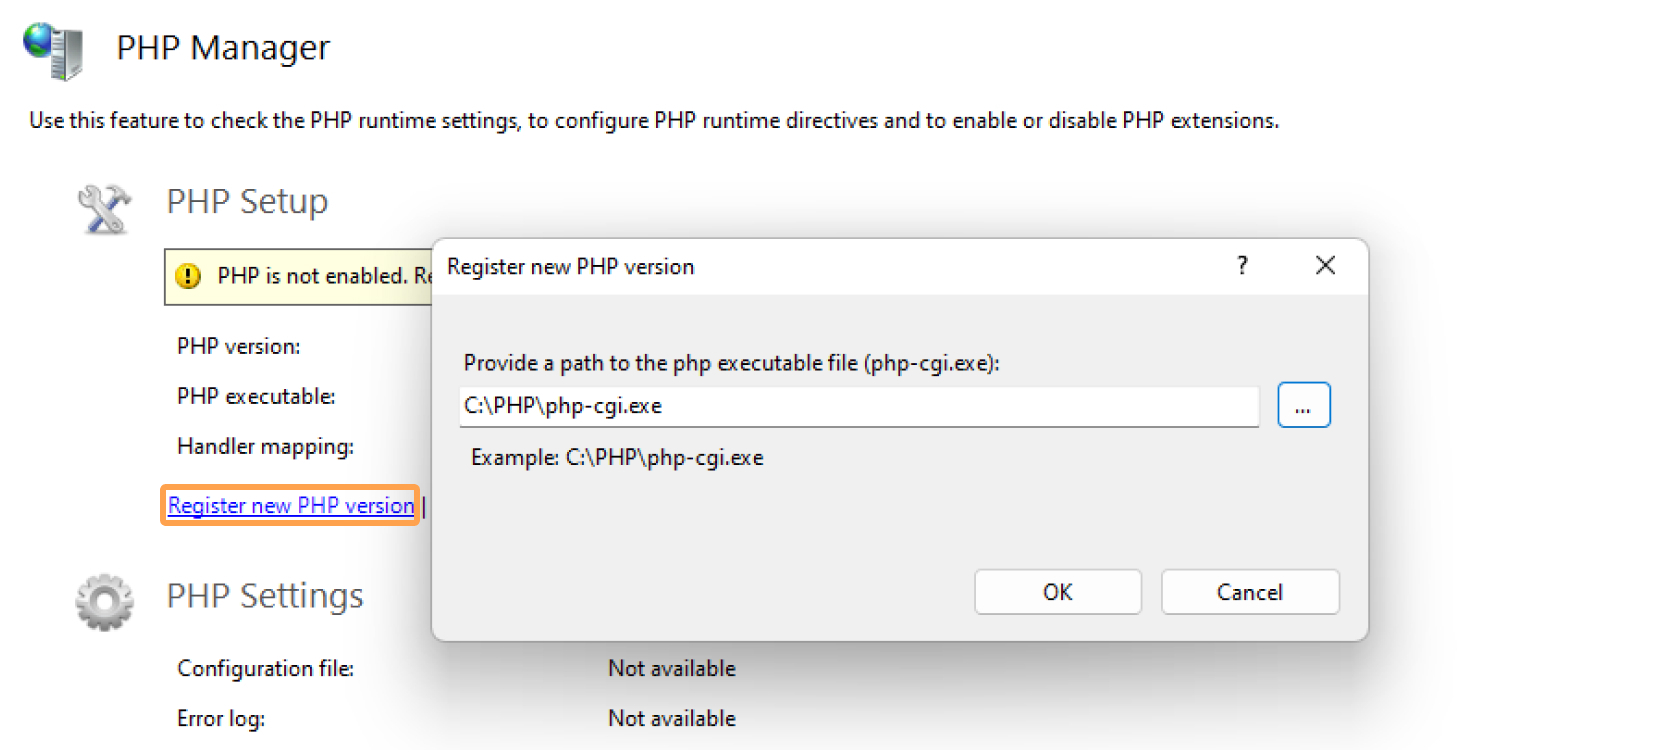 PHP Manager
Use this feature to check the PHP runtime settings, to configure PHP runtime directives and to enable or disable PHP extensions.
PHP Setup
PHP is not enabled.
Register new PHP version
?
Provide a path to the php executable file (php-cgi.exe):
C:\PHP\php-cgi.exe
...
Example: C:\PHP\php-cgi.exe
OK
Cancel
PHP version:
PHP executable:
Handler mapping:
Register new PHP version |
PHP Settings
Configuration file: Not available
Error log: Not available